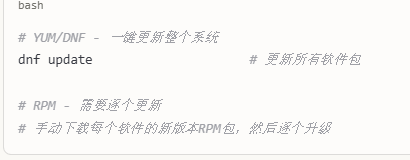 bash
# YUM/DNF - 一键更新整个系统
dnf update # 更新所有软件包
# RPM - 需要逐个更新
# 手动下载每个软件的新版本RPM包，然后逐个升级